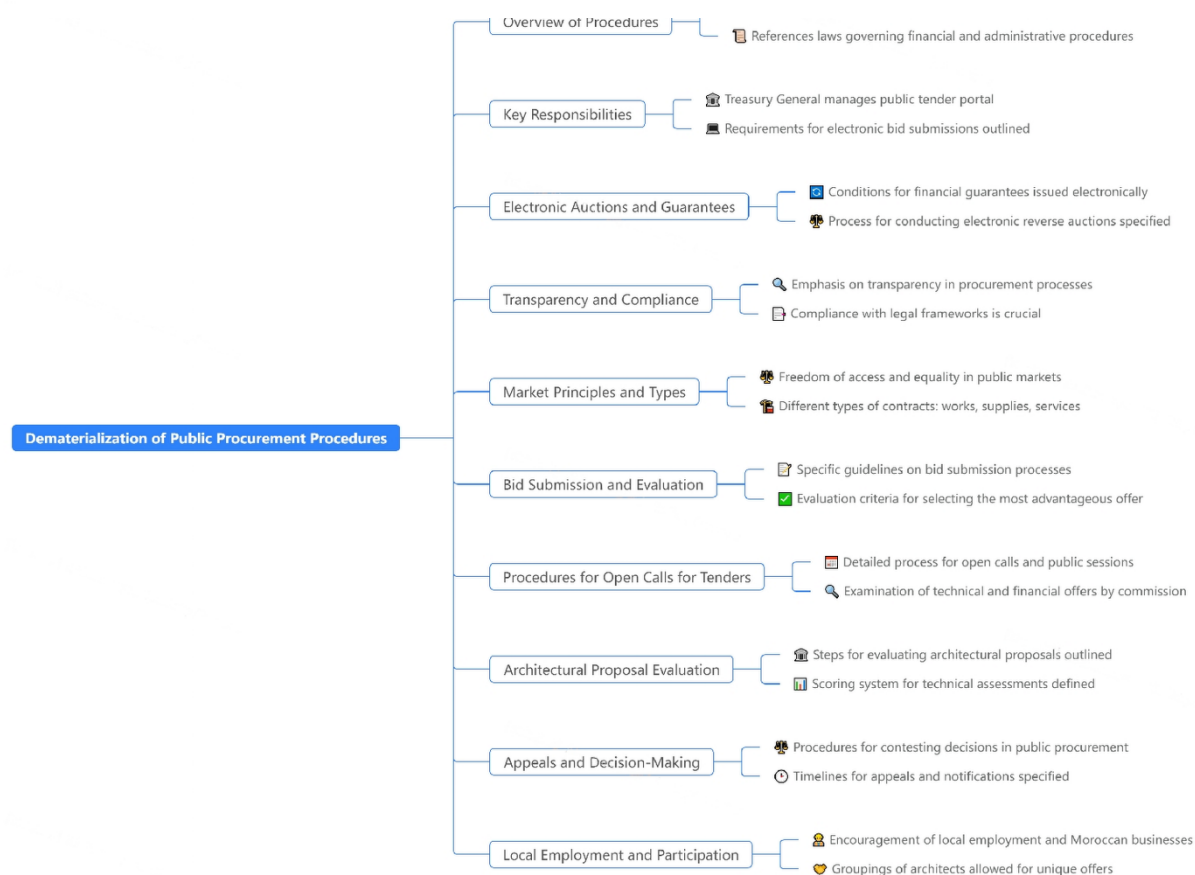 Overview of Procedures
References laws governing financial and administrative procedures
Key Responsibilities
Treasury General manages public tender portal
Requirements for electronic bid submissions outlined
Electronic Auctions and Guarantees
Conditions for financial guarantees issued electronically
Process for conducting electronic reverse auctions specified
Transparency and Compliance
Emphasis on transparency in procurement processes
Compliance with legal frameworks is crucial
Market Principles and Types
Freedom of access and equality in public markets
Different types of contracts: works, supplies, services
Dematerialization of Public Procurement Procedures
Bid Submission and Evaluation
Specific guidelines on bid submission processes
Evaluation criteria for selecting the most advantageous offer
Procedures for Open Calls for Tenders
Detailed process for open calls and public sessions
Examination of technical and financial offers by commission
Architectural Proposal Evaluation
Steps for evaluating architectural proposals outlined
Scoring system for technical assessments defined
Appeals and Decision-Making
Procedures for contesting decisions in public procurement
Timelines for appeals and notifications specified
Local Employment and Participation
Encouragement of local employment and Moroccan businesses
Groupings of architects allowed for unique offers